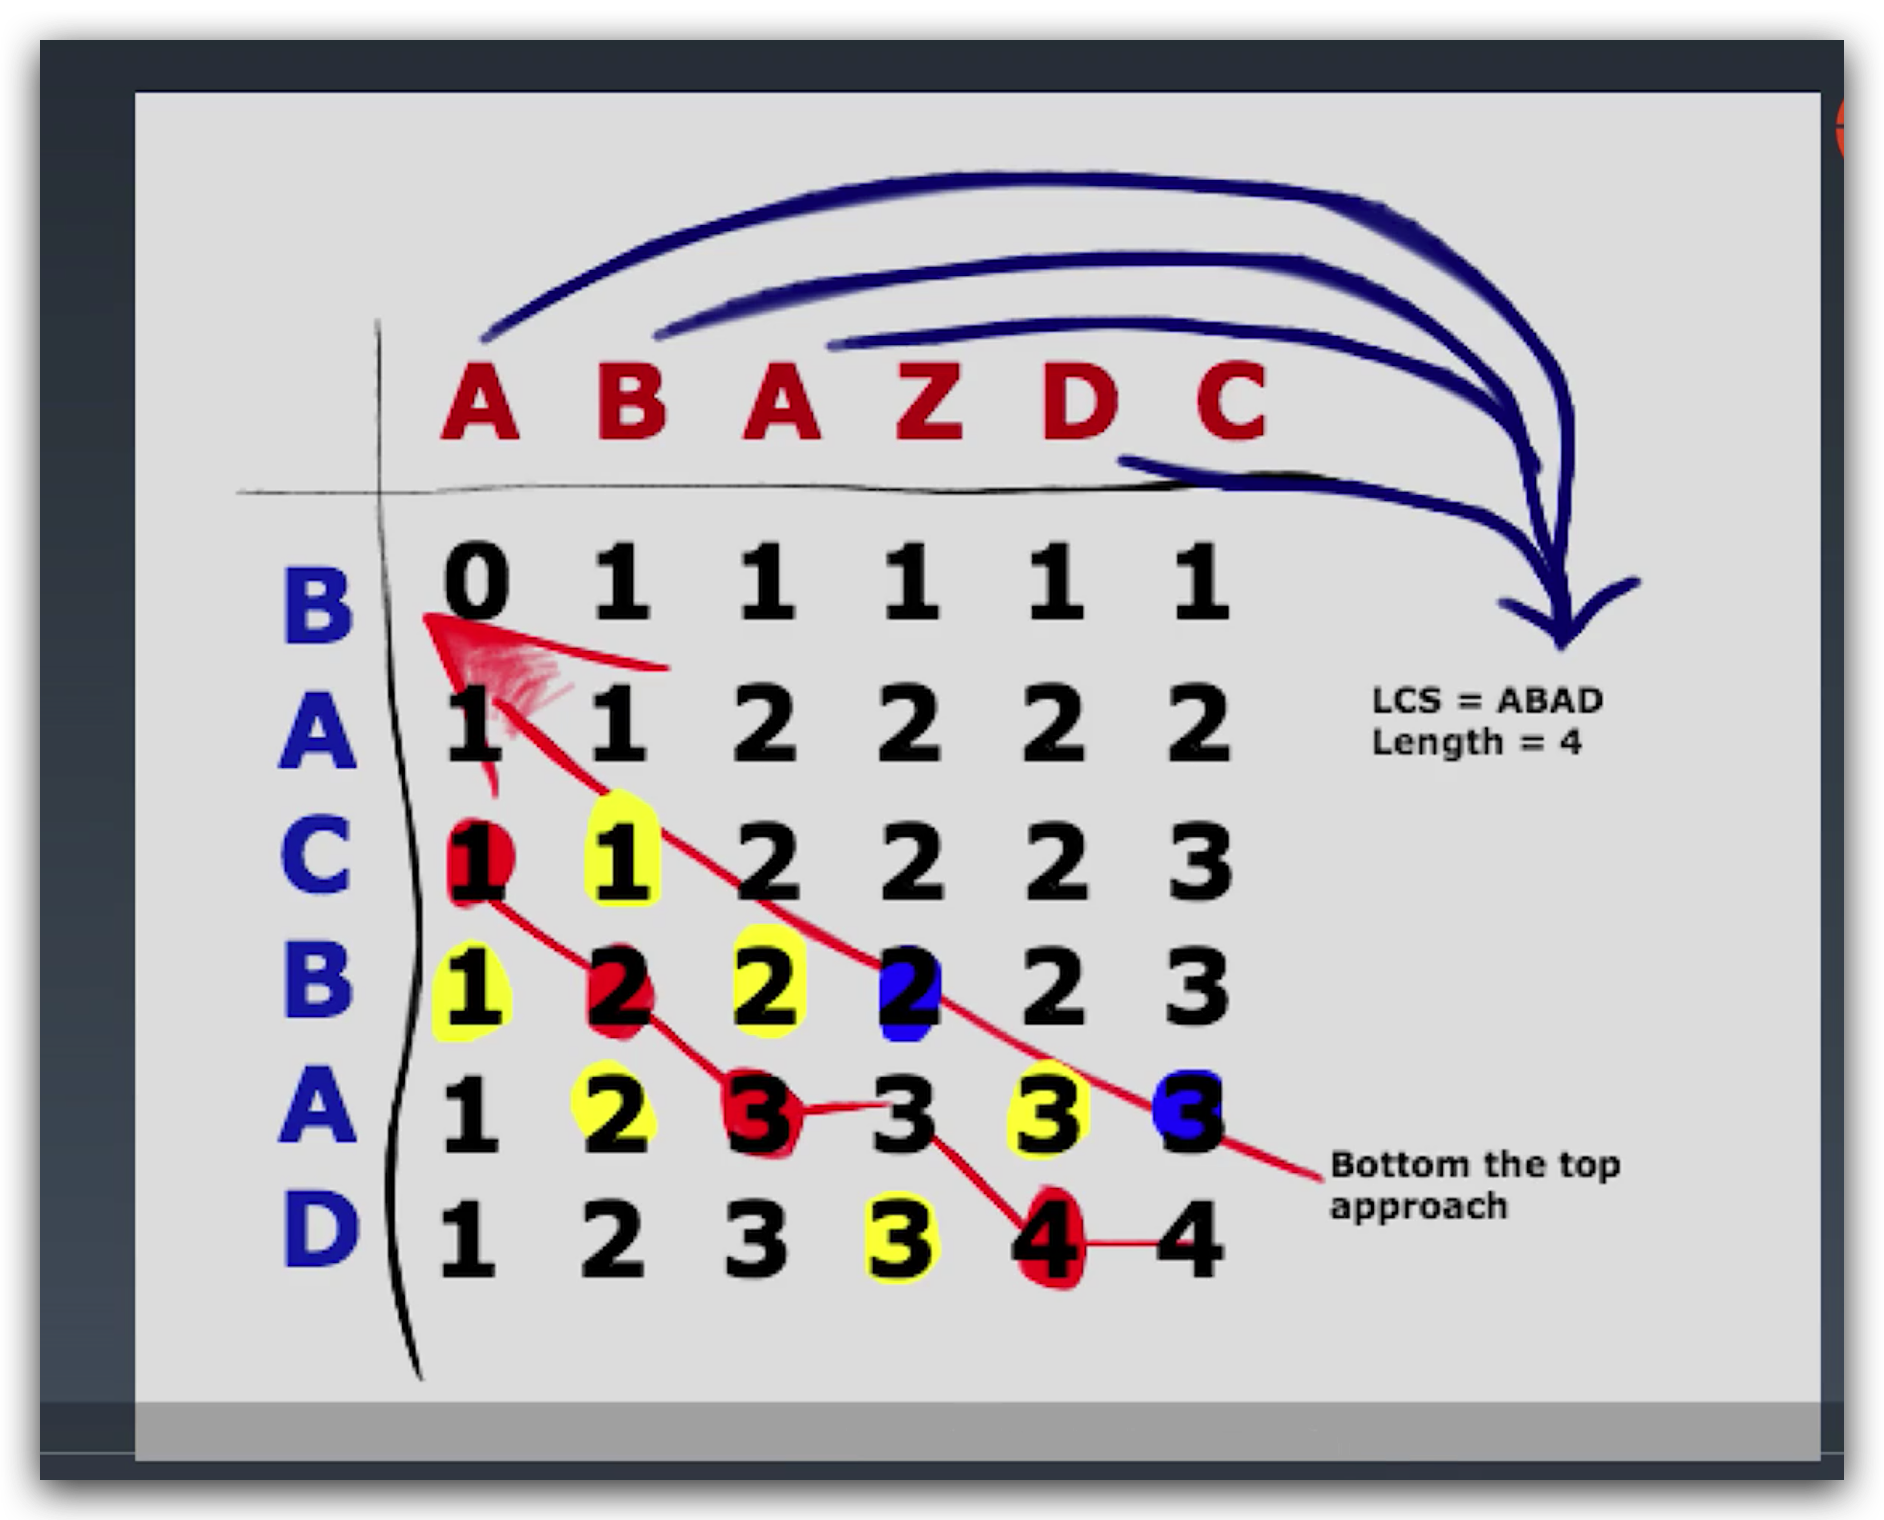 A B A Z D C
B 0 1 1 1 1 1
A 1 1 2 2 2 2
C 1 1 2 2 2 3
B 1 2 2 2 2 3
A 1 2 3 3 3 3
D 1 2 3 3 4 4
LCS = ABAD
Length = 4
Bottom the top
approach